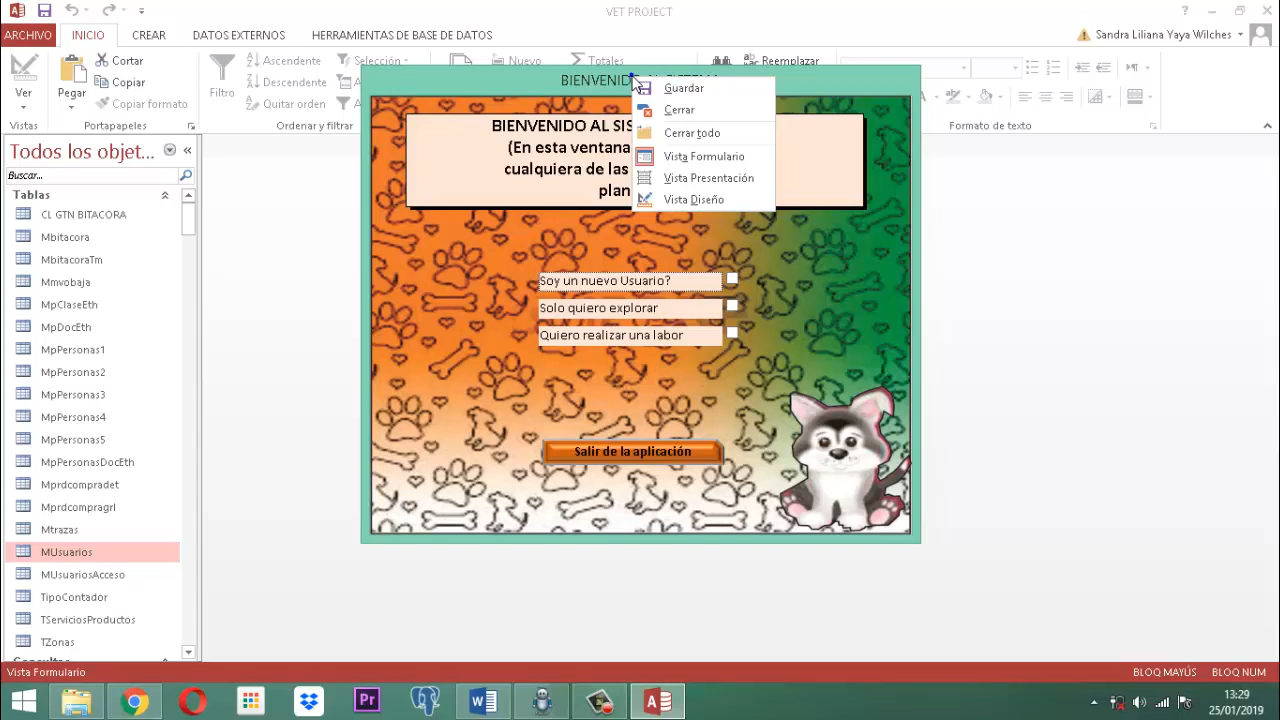 VET PROJECT
ARCHIVO INICIO CREAR DATOS EXTERNOS HERRAMIENTAS DE BASE DE DATOS Sandra Liliana Yaya Wilches
Cortar Ascendente Selección Nuevo Totales Reemplazar
Copiar Descendente
Ver Pegar Copiar formato Filtro Quitar
Vistas Portapapeles Ordenar y filtrar Formato de texto
BIENVENID
Guardar
Cerrar
Cerrar todo
Vista Formulario
Vista Presentación
Vista Diseño
BIENVENIDO AL SIS
(En esta ventana
cualquiera de las
plan
Soy un nuevo Usuario?
Solo quiero explorar
Quiero realizar una labor
Salir de la aplicación
Todos los objet...
Buscar...
Tablas
CL GTN BITACORA
Mbitacora
MbitacoraTm
Mmvobaja
MpClaseEth
MpDocEth
MpPersonas1
MpPersonas2
MpPersonas3
MpPersonas4
MpPersonas5
MpPersonasDocEth
Mprdcompradet
Mprdcompragrl
Mtrazas
MUsuarios
MUsuariosAcceso
TipoContador
TServiciosProductos
TZonas
Vista Formulario BLOQ MAYÚS BLOQ NUM
Pr
13:29
25/01/2019